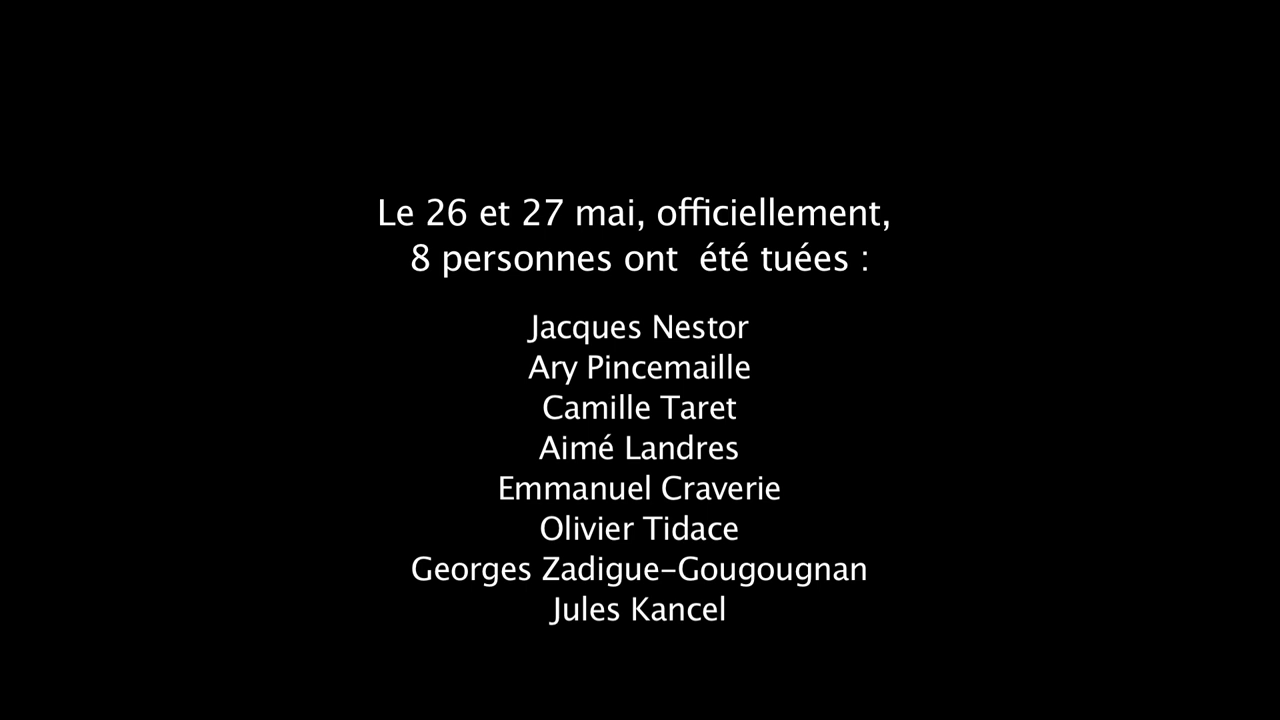 Le 26 et 27 mai, officiellement,
8 personnes ont été tuées :
Jacques Nestor
Ary Pincemaille
Camille Taret
Aimé Landres
Emmanuel Craverie
Olivier Tidace
Georges Zadigue-Gougougnan
Jules Kancel